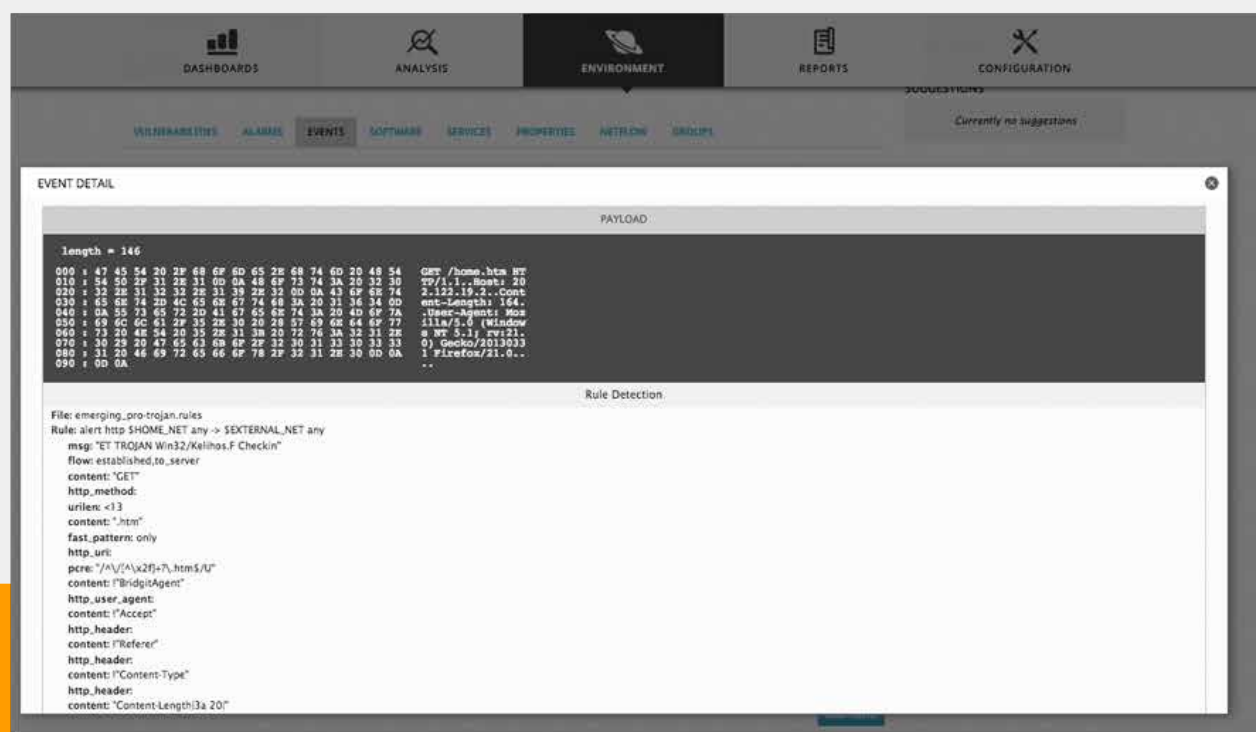 DASHBOARDS ANALYSIS ENVIRONMENT REPORTS CONFIGURATION
SUGGESTIONS
VULNERABILITIES ALARMS EVENTS SOFTWARE SERVICES PROPERTIES NETFLOW GROUPS
Currently no suggestions
EVENT DETAIL
PAYLOAD
length = 146
000 : 47 45 54 20 2F 68 6F 6D 65 2E 68 74 6D 20 48 54 GET /home.htm HT
010 : 54 50 2F 31 2E 31 0D 0A 48 6F 73 74 3A 20 32 30 TP/1.1..Host: 20
020 : 32 2E 31 32 32 2E 31 39 2E 32 0D 0A 43 6F 6E 74 2.122.19.2..Cont
030 : 65 6E 74 2D 4C 65 6E 67 74 68 3A 20 31 36 34 0D ent-Length: 164.
040 : 0A 55 73 65 72 2D 41 67 65 6E 74 3A 20 4D 6F 7A .User-Agent: Moz
050 : 69 6C 6C 61 2F 35 2E 30 20 28 57 69 6E 64 6F 77 illa/5.0 (Window
060 : 73 20 4E 54 20 35 2E 31 3B 20 72 76 3A 32 31 2E s NT 5.1; rv:21.
070 : 30 29 20 47 65 63 6B 6F 2F 32 30 31 33 30 33 33 0) Gecko/2013033
080 : 31 20 46 69 72 65 66 6F 78 2F 32 31 2E 30 0D 0A 1 Firefox/21.0..
090 : 0D 0A ..
Rule Detection
File: emerging_pro-trojan.rules
Rule: alert http $HOME_NET any -> $EXTERNAL_NET any
msg: "ET TROJAN Win32/Kelihos.F Checkin"
flow: established,to_server
content: "GET"
http_method:
urilen: <13
content: ".htm"
fast_pattern: only
http_uri:
pcre: "/^\/[^\x2f]+?\.htm$/U"
content: !"BridgitAgent"
http_user_agent:
content: !"Accept"
http_header:
content: !"Referer"
http_header:
content: !"Content-Type"
http_header:
content: "Content-Length|3a 20|"